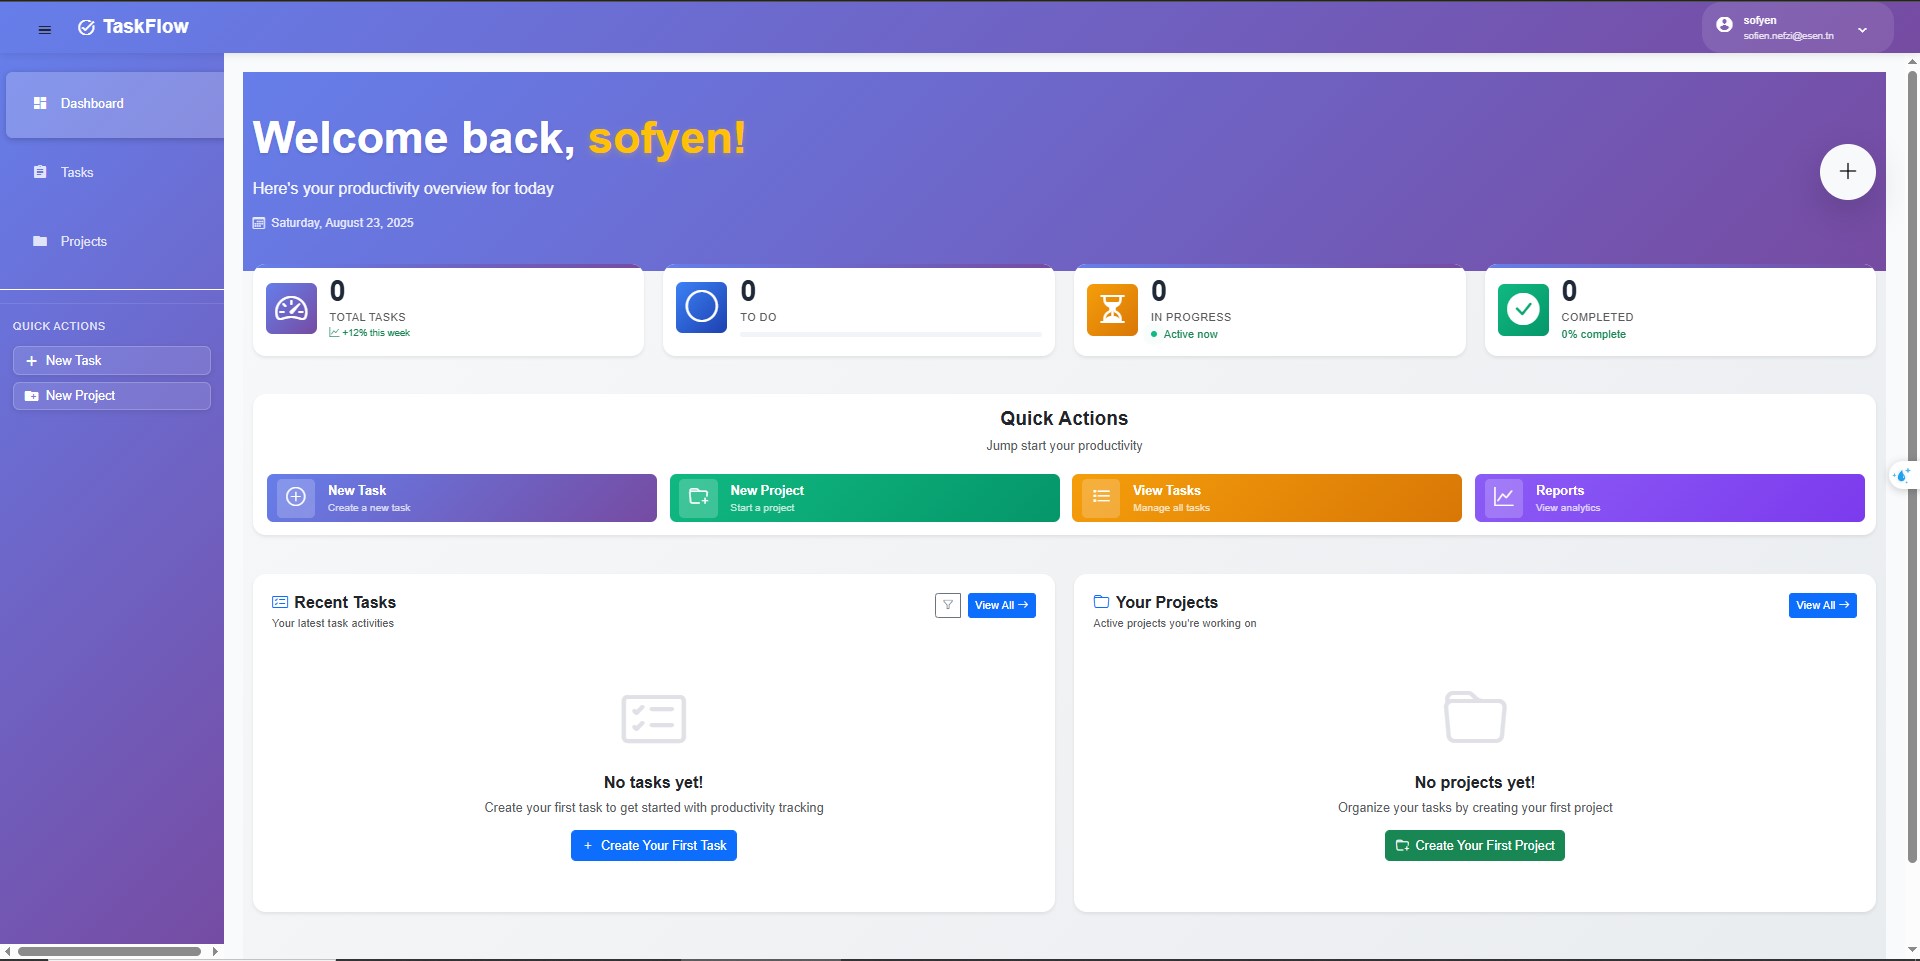 TaskFlow
sofyen
sofien.nefzi@esen.tn
Dashboard
Tasks
Projects
QUICK ACTIONS
New Task
New Project
Welcome back, sofyen!
Here's your productivity overview for today
Saturday, August 23, 2025
0
TOTAL TASKS
+12% this week
0
TO DO
0
IN PROGRESS
Active now
0
COMPLETED
0% complete
Quick Actions
Jump start your productivity
New Task
Create a new task
New Project
Start a project
View Tasks
Manage all tasks
Reports
View analytics
Recent Tasks
Your latest task activities
View All
No tasks yet!
Create your first task to get started with productivity tracking
Create Your First Task
Your Projects
Active projects you're working on
View All
No projects yet!
Organize your tasks by creating your first project
Create Your First Project